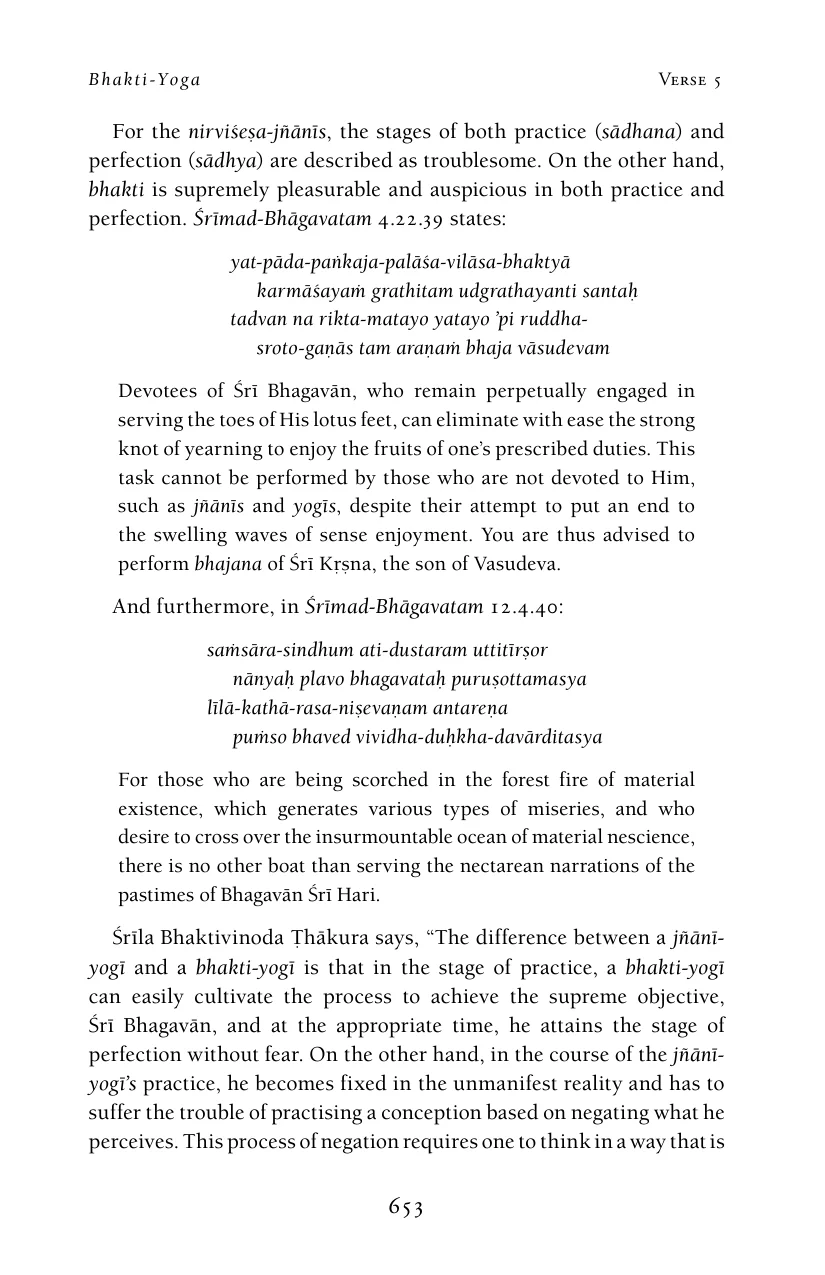 Bhakti-Yoga Verse 5
For the nirviśeṣa-jñānīs, the stages of both practice (sādhana) and
perfection (sādhya) are described as troublesome. On the other hand,
bhakti is supremely pleasurable and auspicious in both practice and
perfection. Śrīmad-Bhāgavatam 4.22.39 states:
yat-pāda-paṅkaja-palāśa-vilāsa-bhaktyā
karmāśayaṁ grathitam udgrathayanti santaḥ
tadvan na rikta-matayo yatayo ’pi ruddha-
sroto-gaṇās tam araṇaṁ bhaja vāsudevam
Devotees of Śrī Bhagavān, who remain perpetually engaged in
serving the toes of His lotus feet, can eliminate with ease the strong
knot of yearning to enjoy the fruits of one’s prescribed duties. This
task cannot be performed by those who are not devoted to Him,
such as jñānīs and yogīs, despite their attempt to put an end to
the swelling waves of sense enjoyment. You are thus advised to
perform bhajana of Śrī Kṛṣna, the son of Vasudeva.
And furthermore, in Śrīmad-Bhāgavatam 12.4.40:
saṁsāra-sindhum ati-dustaram uttitīrṣor
nānyaḥ plavo bhagavataḥ puruṣottamasya
līlā-kathā-rasa-niṣevaṇam antareṇa
puṁso bhaved vividha-duḥkha-davārditasya
For those who are being scorched in the forest fire of material
existence, which generates various types of miseries, and who
desire to cross over the insurmountable ocean of material nescience,
there is no other boat than serving the nectarean narrations of the
pastimes of Bhagavān Śrī Hari.
Śrīla Bhaktivinoda Ṭhākura says, “The difference between a jñānī-
yogī and a bhakti-yogī is that in the stage of practice, a bhakti-yogī
can easily cultivate the process to achieve the supreme objective,
Śrī Bhagavān, and at the appropriate time, he attains the stage of
perfection without fear. On the other hand, in the course of the jñānī-
yogī’s practice, he becomes fixed in the unmanifest reality and has to
suffer the trouble of practising a conception based on negating what he
perceives. This process of negation requires one to think in a way that is
653